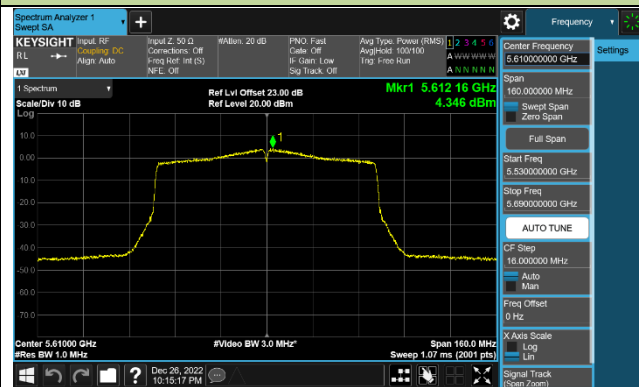 Spectrum Analyzer 1
Swept SA
Frequency
KEYSIGHT
RL
LXI
Input: RF
Coupling: DC
Align: Auto
Input Z: 50 Ω
Corrections: Off
Freq Ref: Int (S)
NFE: Off
#Atten: 20 dB
PNO: Fast
Gate: Off
IF Gain: Low
Sig Track: Off
Avg Type: Power (RMS)
Avg|Hold: 100/100
Trig: Free Run
1 2 3 4 5 6
A W W W W W
A N N N N N
1 Spectrum
Scale/Div 10 dB
Log
Ref Lvl Offset 23.00 dB
Ref Level 20.00 dBm
Mkr1 5.612 16 GHz
4.346 dBm
1
10.0
0.00
-10.0
-20.0
-30.0
-40.0
-50.0
-60.0
-70.0
Center 5.61000 GHz
#Res BW 1.0 MHz
#Video BW 3.0 MHz*
Span 160.0 MHz
Sweep 1.07 ms (2001 pts)
Dec 26, 2022
10:15:17 PM
Center Frequency
5.610000000 GHz
Settings
Span
160.000000 MHz
Swept Span
Zero Span
Full Span
Start Freq
5.530000000 GHz
Stop Freq
5.690000000 GHz
AUTO TUNE
CF Step
16.000000 MHz
Auto
Man
Freq Offset
0 Hz
X Axis Scale
Log
Lin
Signal Track
(Span Zoom)